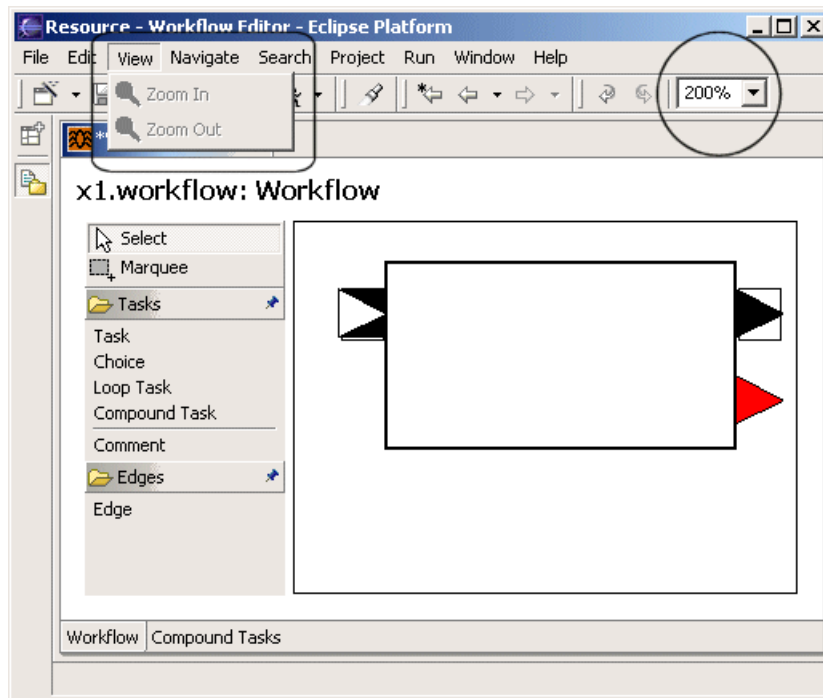 Resource - Workflow Editor - Eclipse Platform
File Edit View Navigate Search Project Run Window Help
200%
Zoom In
Zoom Out
x1.workflow: Workflow
Select
Marquee
Tasks
Task
Choice
Loop Task
Compound Task
Comment
Edges
Edge
Workflow Compound Tasks